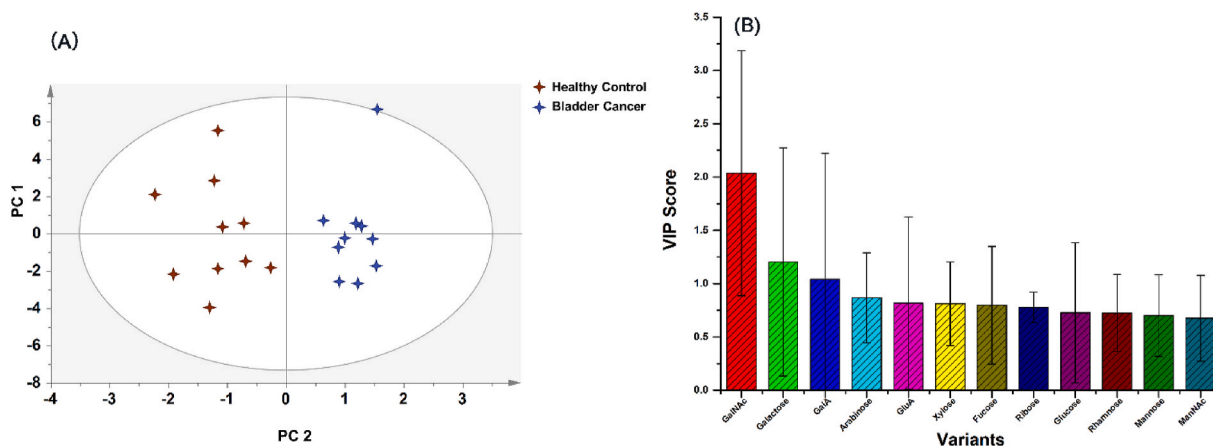 (A)
Healthy Control
Bladder Cancer
6
4
2
0
-2
-4
-6
-8
PC 1
-4
-3
-2
-1
0
1
2
3
PC 2
(B)
3.5
3.0
2.5
2.0
1.5
1.0
0.5
0.0
VIP Score
GalNAc
Galactose
GalA
Arabinose
GluA
Xylose
Fucose
Ribose
Glucose
Rhamnose
Mannose
ManNAc
Variants